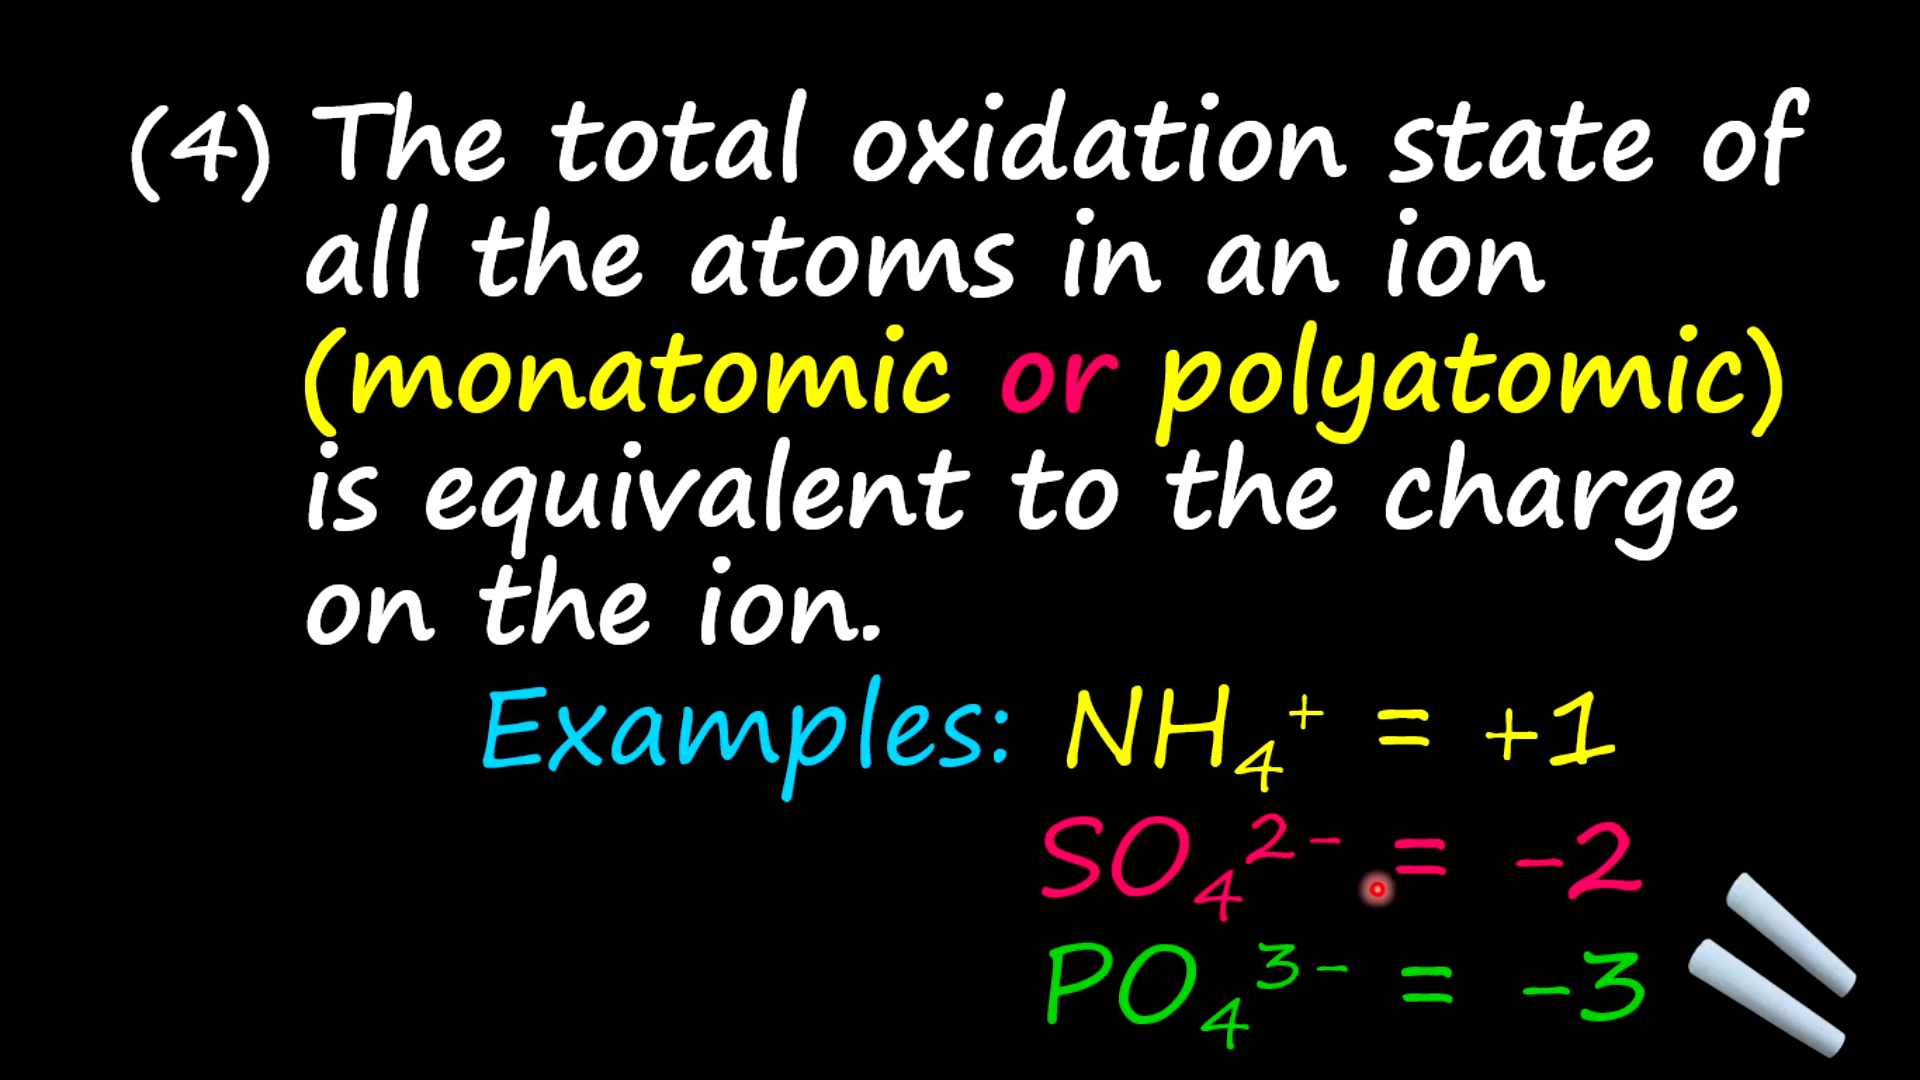 (4) The total oxidation state of
all the atoms in an ion
(monatomic or polyatomic)
is equivalent to the charge
on the ion.
Examples: NH₄⁺ = +1
SO₄²⁻ = -2
PO₄³⁻ = -3